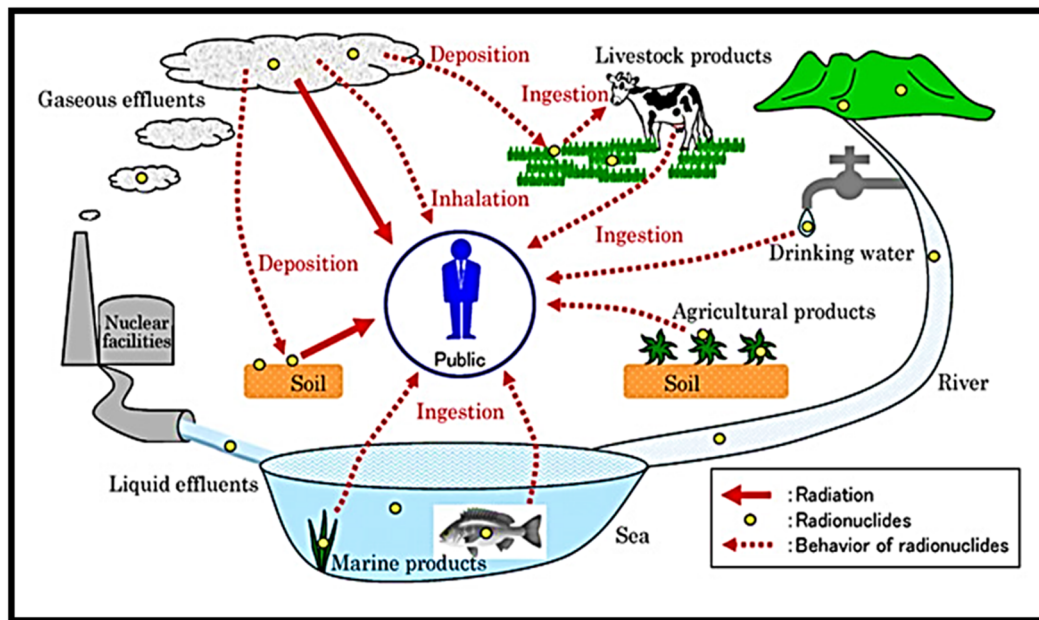 Deposition
Livestock products
Gaseous effluents
Ingestion
Inhalation
Ingestion
Drinking water
Deposition
Agricultural products
Nuclear
facilities
Public
Soil
Soil
River
Ingestion
Liquid effluents
Sea
Marine products
:Radiation
:Radionuclides
:Behavior of radionuclides